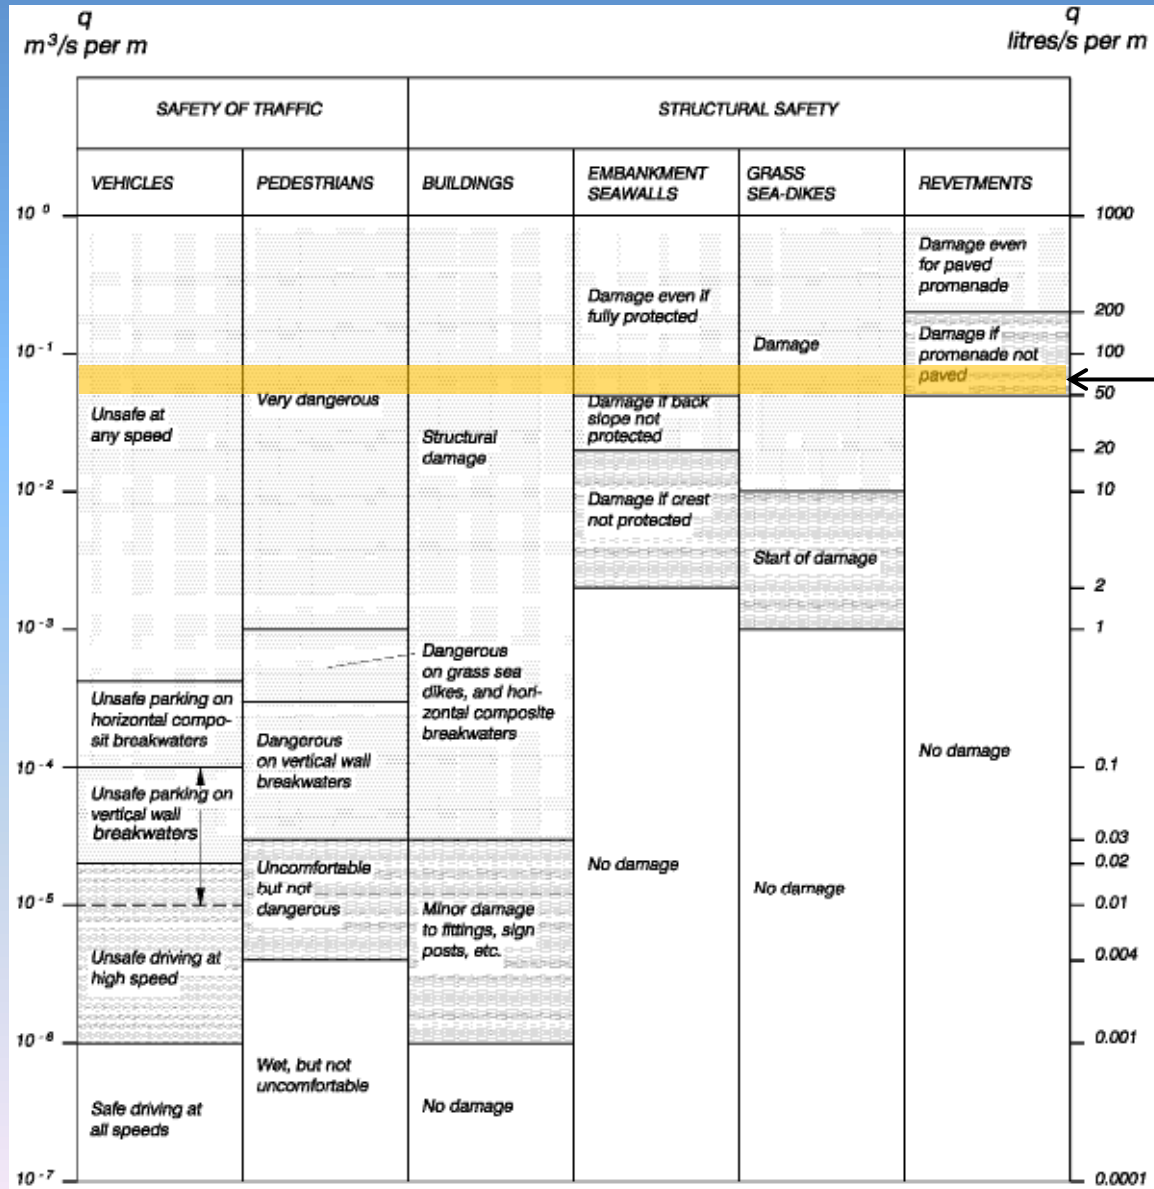 q
m³/s per m
q
litres/s per m
SAFETY OF TRAFFIC
STRUCTURAL SAFETY
VEHICLES
PEDESTRIANS
BUILDINGS
EMBANKMENT
SEAWALLS
GRASS
SEA-DIKES
REVETMENTS
10⁰
10⁻¹
10⁻²
10⁻³
10⁻⁴
10⁻⁵
10⁻⁶
10⁻⁷
Unsafe at
any speed
Unsafe parking on
horizontal compo-
sit breakwaters
Unsafe parking on
vertical wall
breakwaters
Unsafe driving at
high speed
Safe driving at
all speeds
Very dangerous
Dangerous
on grass sea
dikes, and hori-
zontal composite
breakwaters
Dangerous
on vertical wall
breakwaters
Uncomfortable
but not
dangerous
Wet, but not
uncomfortable
Structural
damage
Minor damage
to fittings, sign
posts, etc.
No damage
Damage even if
fully protected
Damage if back
slope not
protected
Damage if crest
not protected
No damage
Damage
Start of damage
No damage
Damage even
for paved
promenade
Damage if
promenade not
paved
No damage
1000
200
100
50
20
10
2
1
0.1
0.03
0.02
0.01
0.004
0.001
0.0001